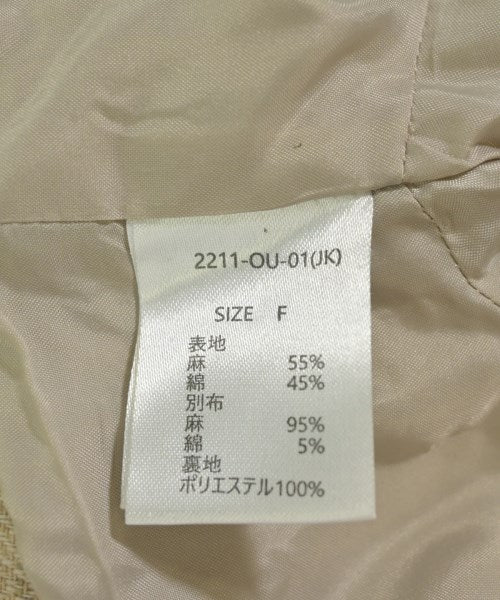 2211-OU-01(JK)
SIZE F
表地
麻 55%
綿 45%
別布
麻 95%
綿 5%
裏地
ポリエステル100%